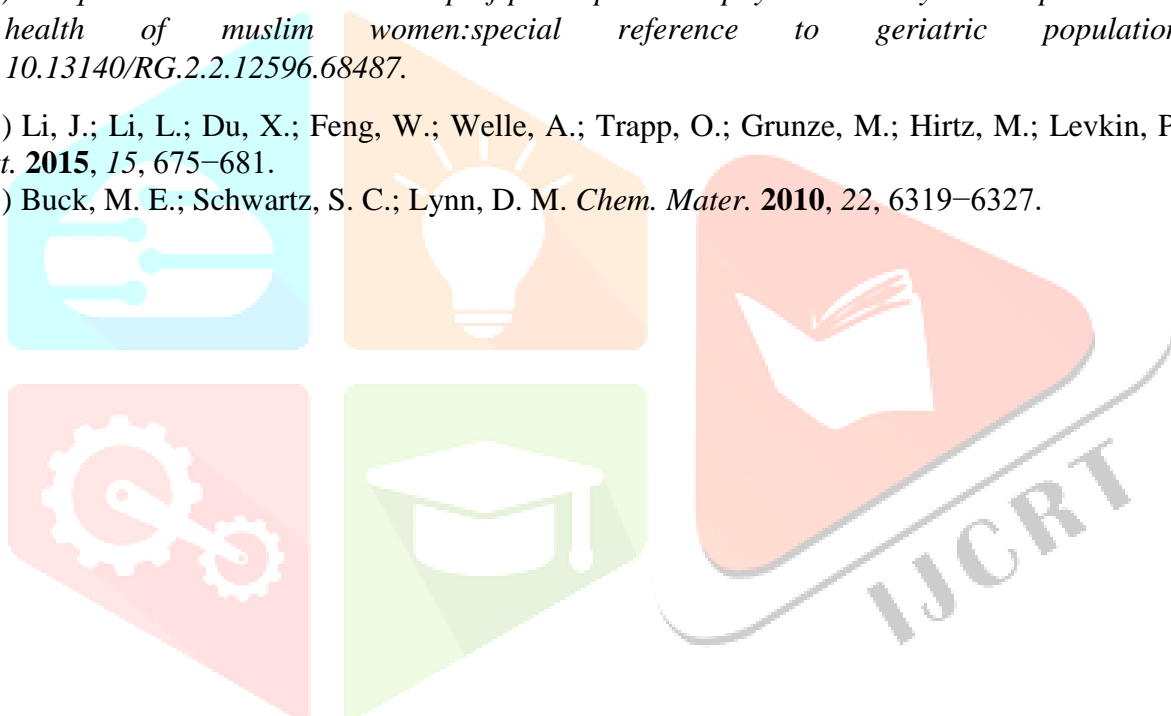 health of muslim women:special reference to geriatric population
10.13140/RG.2.2.12596.68487.
) Li, J.; Li, L.; Du, X.; Feng, W.; Welle, A.; Trapp, O.; Grunze, M.; Hirtz, M.; Levkin, P
t. 2015, 15, 675−681.
) Buck, M. E.; Schwartz, S. C.; Lynn, D. M. Chem. Mater. 2010, 22, 6319−6327.
IJCRT